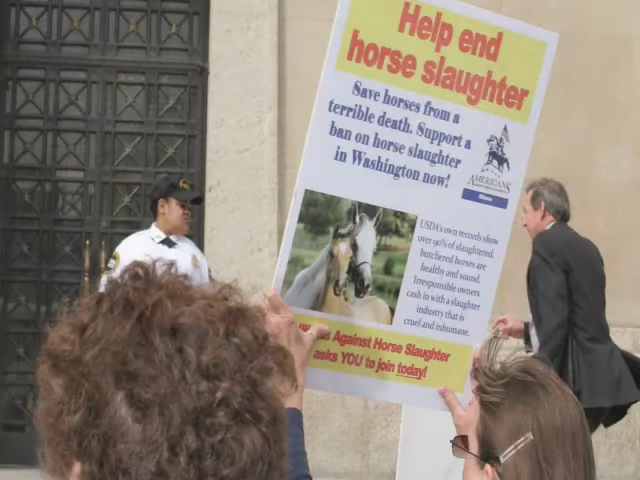 Help end
horse slaughter
Save horses from a
terrible death. Support a
ban on horse slaughter
in Washington now!
AMERICANS
USDA's own records show
over 90% of slaughtered,
butchered horses are
healthy and sound.
Irresponsible owners
cash in with a slaughter
industry that is
cruel and inhumane.
Against Horse Slaughter
asks YOU to join today!